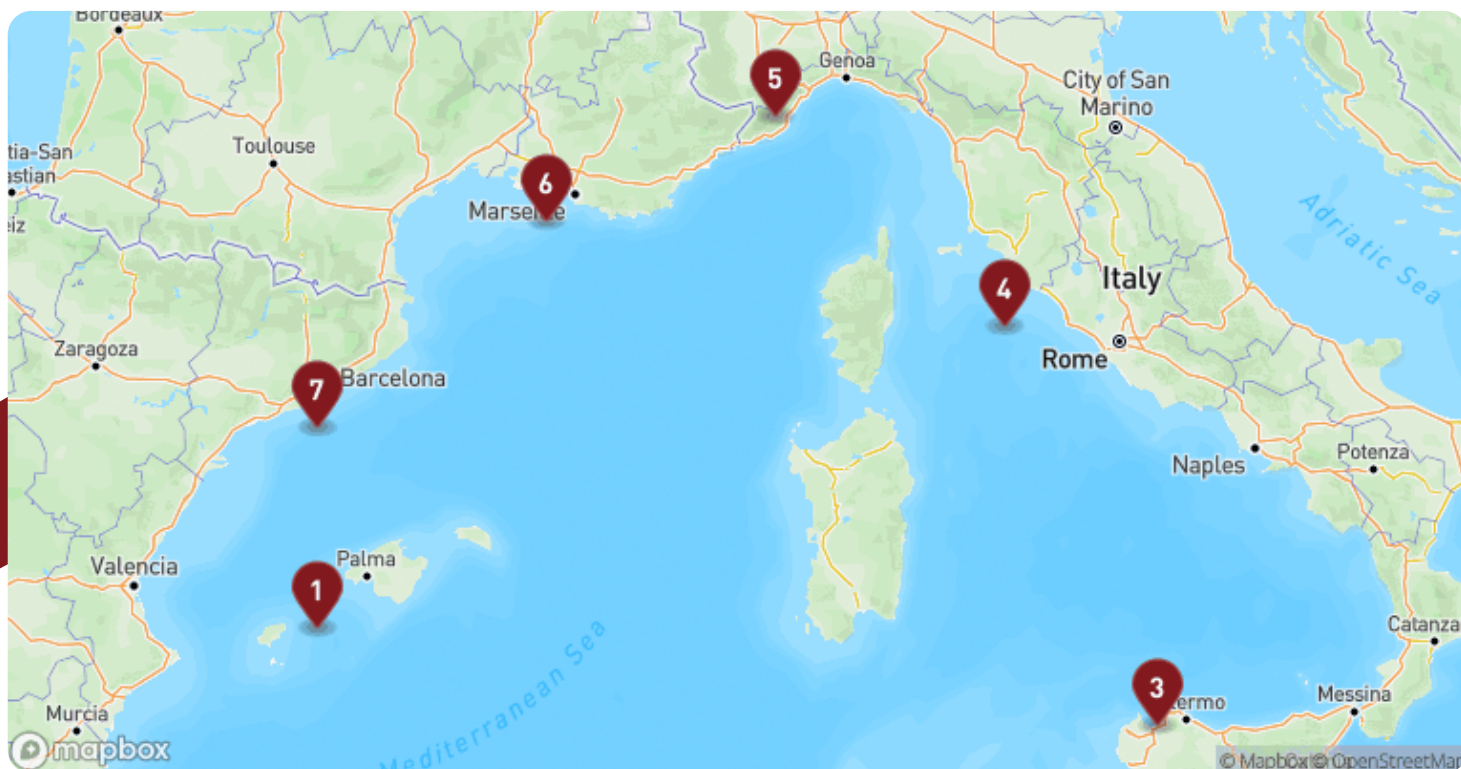 Bordeaux
Genoa
5
City of San
Marino
Toulouse
tia-San
astian
6
Marseille
eiz
Adriatic Sea
Italy
4
Zaragoza
Rome
7
Barcelona
Naples
Potenza
Palma
Valencia
1
Catanza
Mediterranean Sea
3
ermo
Messina
Murcia
mapbox
© Mapbox © OpenStreetMap